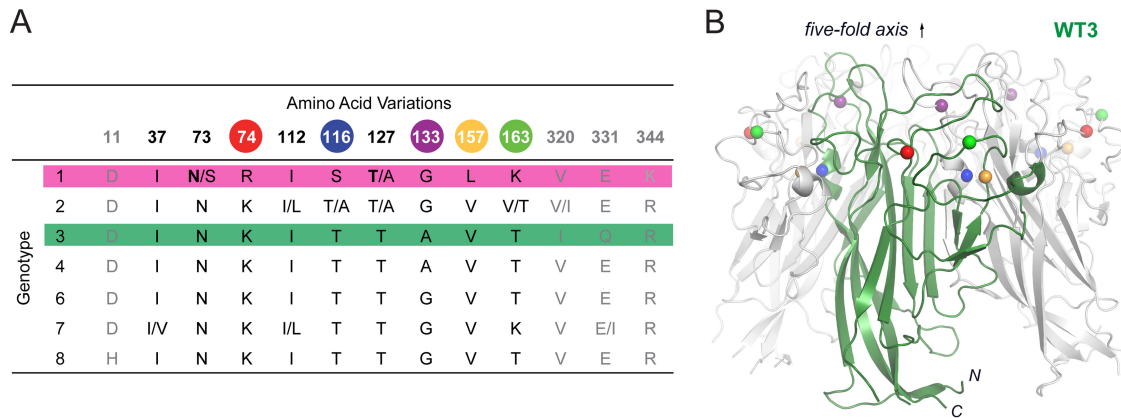 A
Amino Acid Variations
11 37 73 74 112 116 127 133 157 163 320 331 344
1 D I N/S R I S T/A G L K V E K
2 D I N K I/L T/A T/A G V V/T V/I E R
3 D I N K I T T A V T I Q R
4 D I N K I T T A V T V E R
6 D I N K I T T G V T V E R
7 D I/V N K I/L T T G V K V E/I R
8 H I N K I T T G V T V E R
Genotype
B
five-fold axis
WT3
N
C